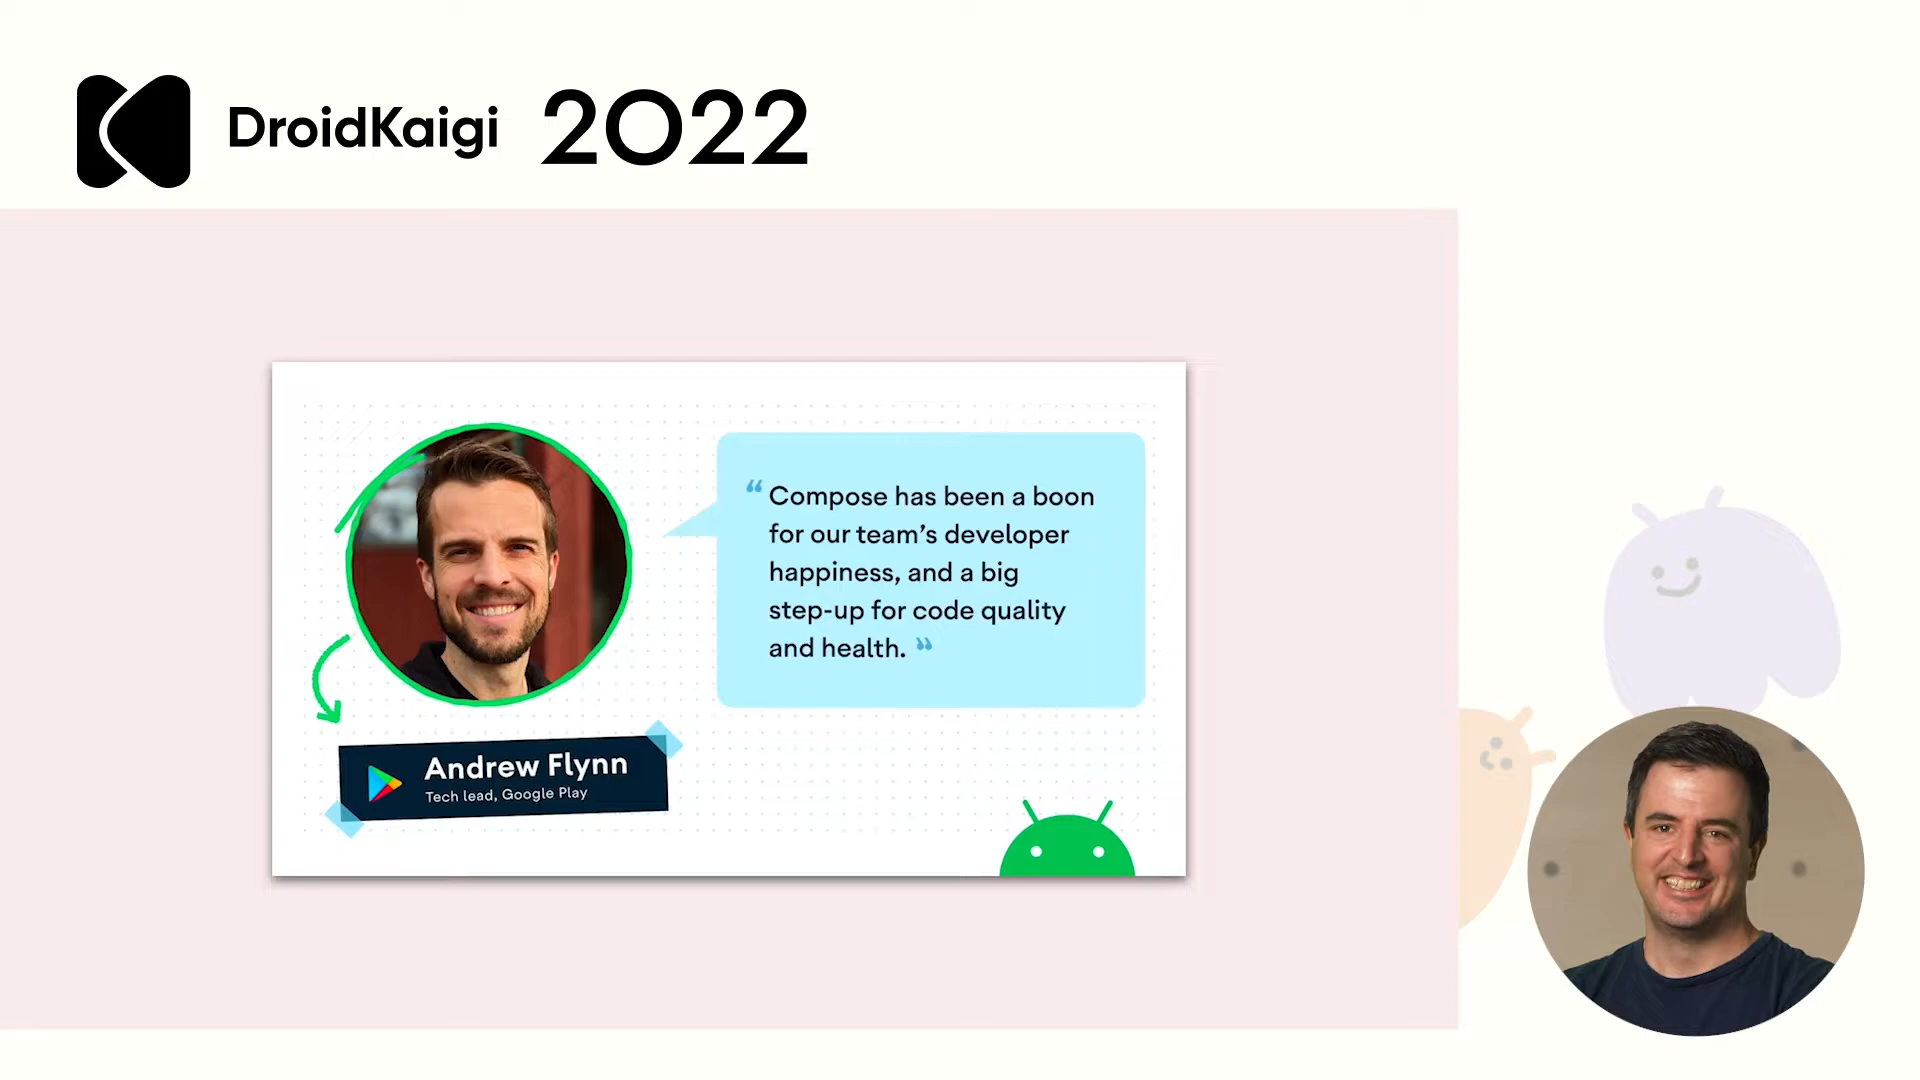 DroidKaigi 2022
“Compose has been a boon
for our team’s developer
happiness, and a big
step-up for code quality
and health.”
Andrew Flynn
Tech lead, Google Play